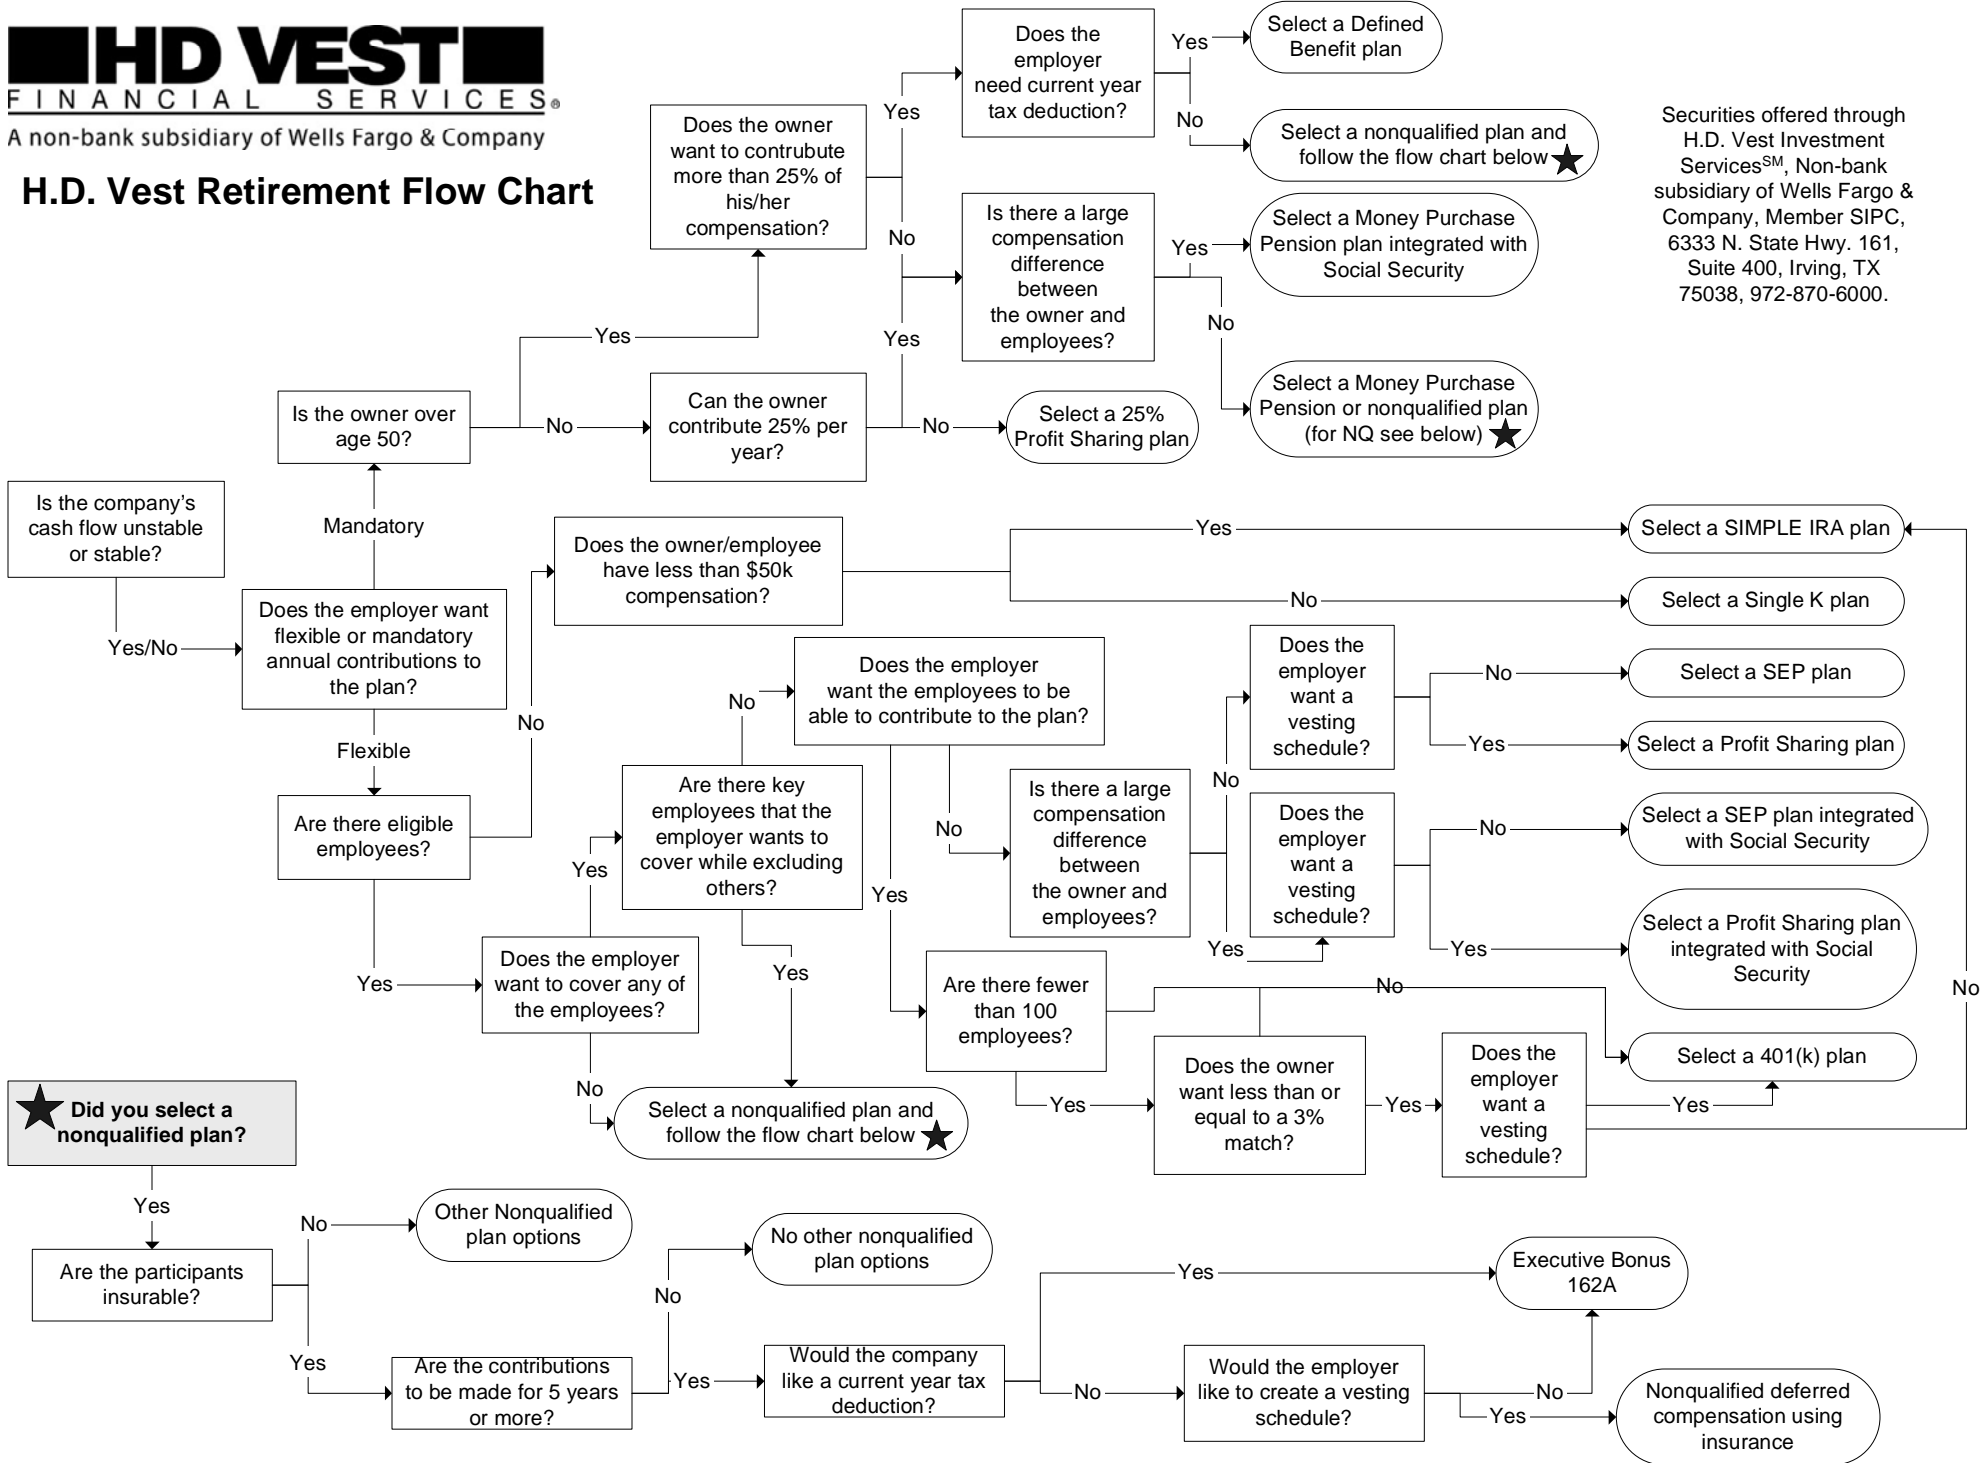 HD VEST
FINANCIAL SERVICES®
A non-bank subsidiary of Wells Fargo & Company
H.D. Vest Retirement Flow Chart
Securities offered through
H.D. Vest Investment
ServicesSM, Non-bank
subsidiary of Wells Fargo &
Company, Member SIPC,
6333 N. State Hwy. 161,
Suite 400, Irving, TX
75038, 972-870-6000.
Does the
employer
need current year
tax deduction?
Yes
Select a Defined
Benefit plan
No
Select a nonqualified plan and
follow the flow chart below
Does the owner
want to contrubute
more than 25% of
his/her
compensation?
Yes
No
Is there a large
compensation
difference
between
the owner and
employees?
Yes
Select a Money Purchase
Pension plan integrated with
Social Security
No
Select a Money Purchase
Pension or nonqualified plan
(for NQ see below)
Yes
Yes
Is the owner over
age 50?
No
Can the owner
contribute 25% per
year?
No
Select a 25%
Profit Sharing plan
Is the company's
cash flow unstable
or stable?
Yes/No
Mandatory
Does the employer want
flexible or mandatory
annual contributions to
the plan?
Flexible
Are there eligible
employees?
No
Does the owner/employee
have less than $50k
compensation?
Yes
Select a SIMPLE IRA plan
No
Select a Single K plan
Yes
Does the employer
want to cover any of
the employees?
Yes
No
Are there key
employees that the
employer wants to
cover while excluding
others?
No
Yes
Select a nonqualified plan and
follow the flow chart below
Does the employer
want the employees to be
able to contribute to the plan?
No
Yes
Is there a large
compensation
difference
between
the owner and
employees?
No
Yes
Does the
employer
want a
vesting
schedule?
No
Select a SEP plan
Yes
Select a Profit Sharing plan
Does the
employer
want a
vesting
schedule?
No
Select a SEP plan integrated
with Social Security
Yes
Select a Profit Sharing plan
integrated with Social
Security
Are there fewer
than 100
employees?
No
Yes
Does the owner
want less than or
equal to a 3%
match?
Yes
Does the
employer
want a
vesting
schedule?
Yes
Select a 401(k) plan
No
Did you select a
nonqualified plan?
Yes
Are the participants
insurable?
No
Other Nonqualified
plan options
Yes
Are the contributions
to be made for 5 years
or more?
No
No other nonqualified
plan options
Yes
Would the company
like a current year tax
deduction?
Yes
Executive Bonus
162A
No
Would the employer
like to create a vesting
schedule?
No
Yes
Nonqualified deferred
compensation using
insurance